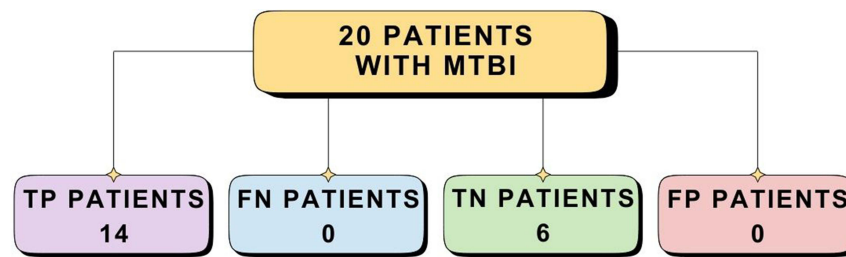 20 PATIENTS
WITH MTBI
TP PATIENTS
14
FN PATIENTS
0
TN PATIENTS
6
FP PATIENTS
0